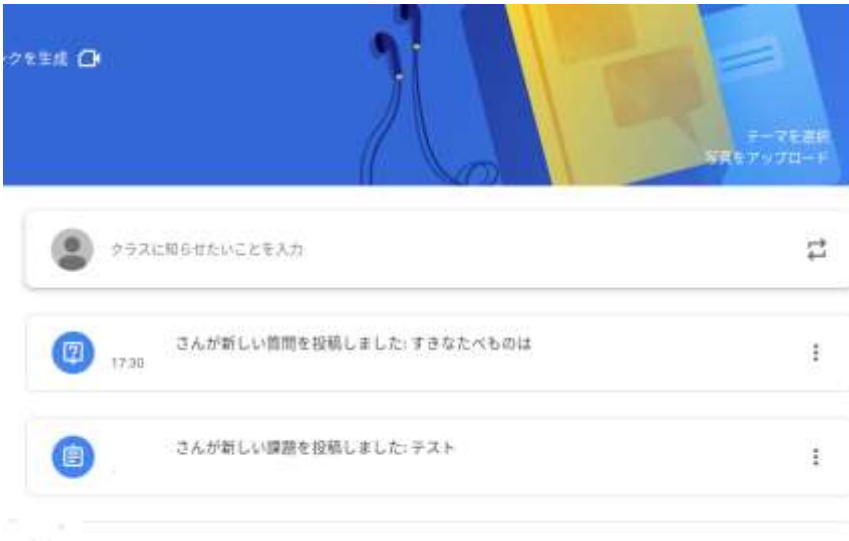 ンクを生成
テーマを選択
写真をアップロード
クラスに知らせたいことを入力
さんが新しい質問を投稿しました: すきなたべものは
17:30
さんが新しい課題を投稿しました: テスト